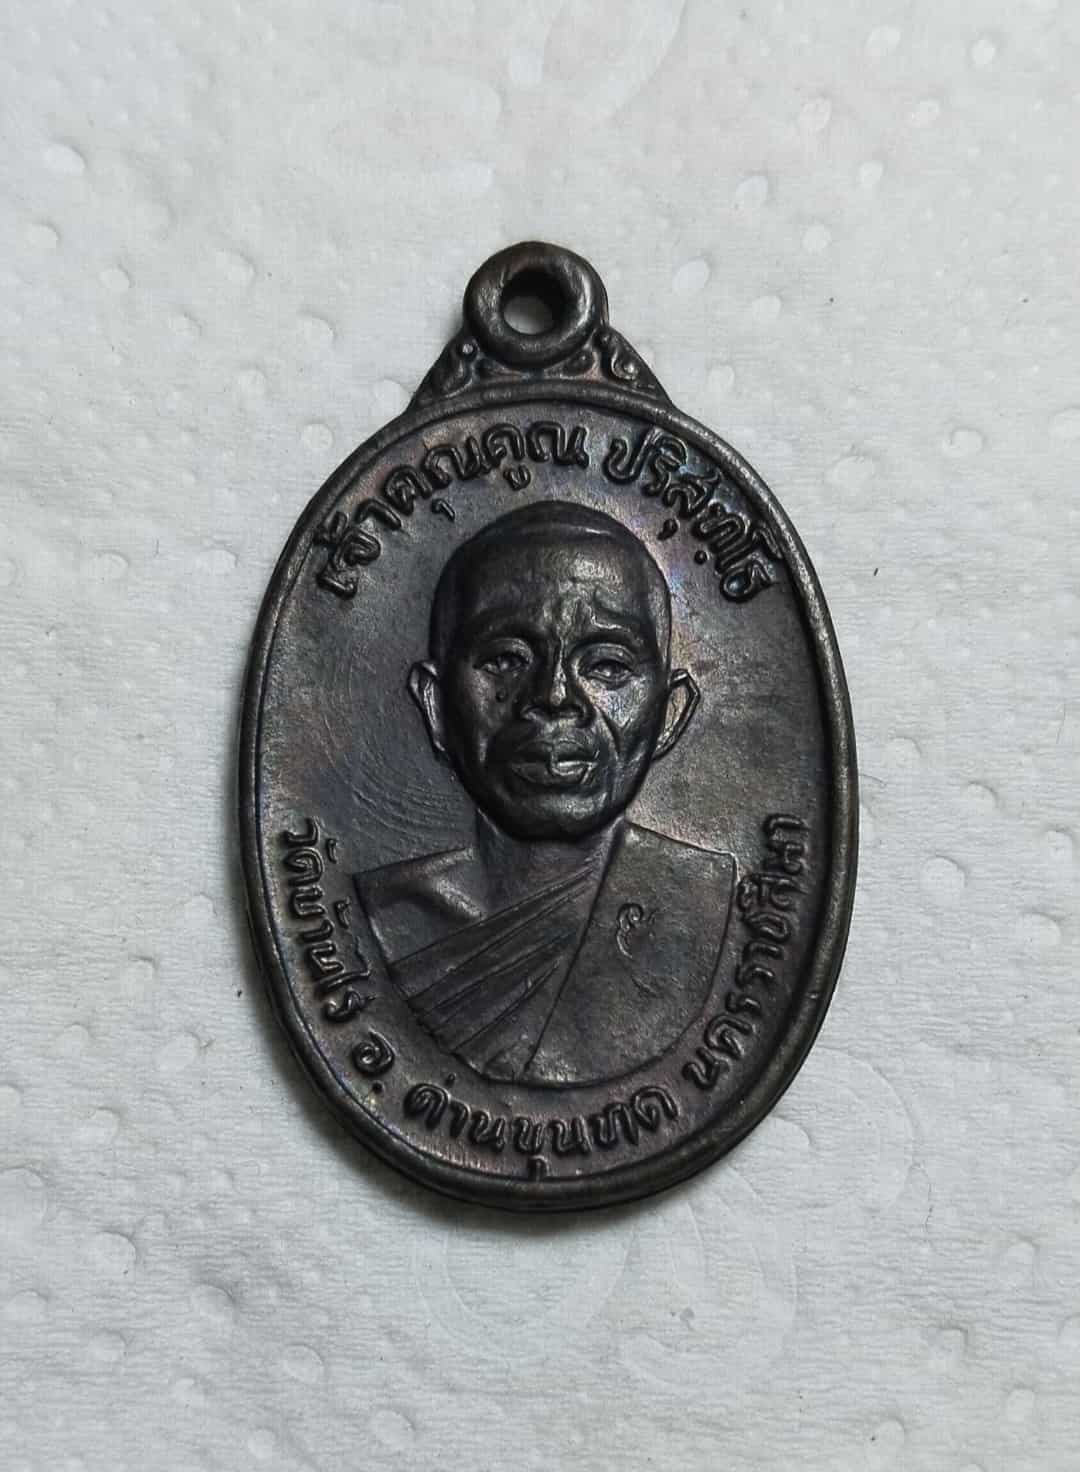 เจ้าคุณคูณ ปริสุทฺโธ
วัดบ้านไร่ อ. ด่านขุนทด นครราชสีมา